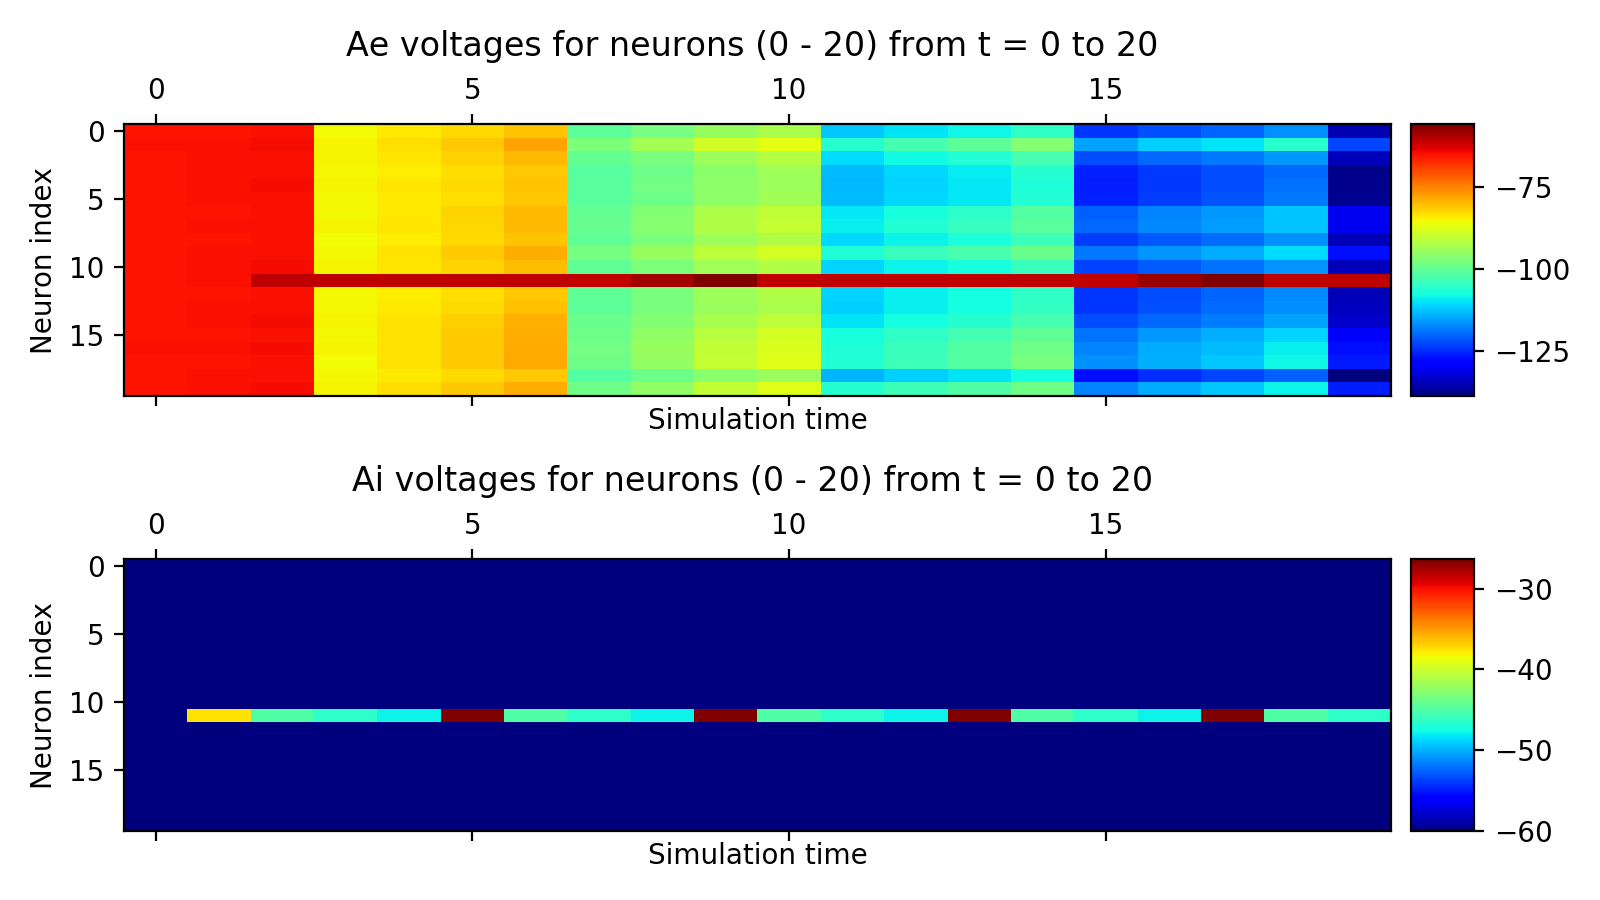 Ae voltages for neurons (0 - 20) from t = 0 to 20
0 5 10 15
Neuron index
0
5
10
15
Simulation time
−75
−100
−125
Ai voltages for neurons (0 - 20) from t = 0 to 20
0 5 10 15
Neuron index
0
5
10
15
Simulation time
−30
−40
−50
−60